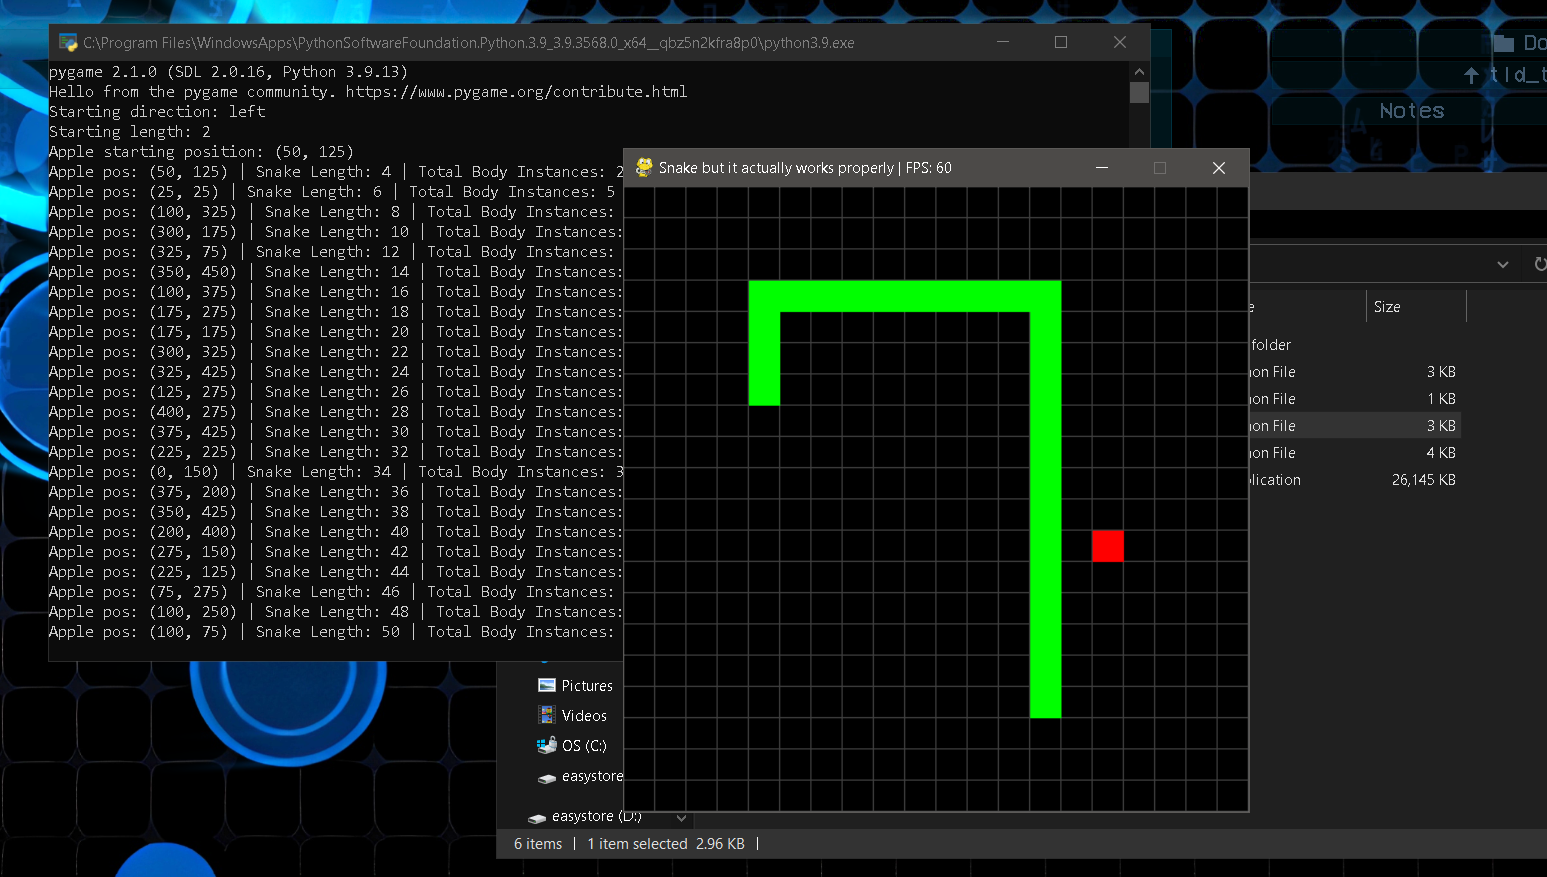 C:\Program Files\WindowsApps\PythonSoftwareFoundation.Python.3.9_3.9.3568.0_x64__qbz5n2kfra8p0\python3.9.exe
pygame 2.1.0 (SDL 2.0.16, Python 3.9.13)
Hello from the pygame community. https://www.pygame.org/contribute.html
Starting direction: left
Starting length: 2
Apple starting position: (50, 125)
Apple pos: (50, 125) | Snake Length: 4 | Total Body Instances: 2
Apple pos: (25, 25) | Snake Length: 6 | Total Body Instances: 5
Apple pos: (100, 325) | Snake Length: 8 | Total Body Instances:
Apple pos: (300, 175) | Snake Length: 10 | Total Body Instances:
Apple pos: (325, 75) | Snake Length: 12 | Total Body Instances:
Apple pos: (350, 450) | Snake Length: 14 | Total Body Instances:
Apple pos: (100, 375) | Snake Length: 16 | Total Body Instances:
Apple pos: (175, 275) | Snake Length: 18 | Total Body Instances:
Apple pos: (175, 175) | Snake Length: 20 | Total Body Instances:
Apple pos: (300, 325) | Snake Length: 22 | Total Body Instances:
Apple pos: (325, 425) | Snake Length: 24 | Total Body Instances:
Apple pos: (125, 275) | Snake Length: 26 | Total Body Instances:
Apple pos: (400, 275) | Snake Length: 28 | Total Body Instances:
Apple pos: (375, 425) | Snake Length: 30 | Total Body Instances:
Apple pos: (225, 225) | Snake Length: 32 | Total Body Instances:
Apple pos: (0, 150) | Snake Length: 34 | Total Body Instances: 3
Apple pos: (375, 200) | Snake Length: 36 | Total Body Instances:
Apple pos: (350, 425) | Snake Length: 38 | Total Body Instances:
Apple pos: (200, 400) | Snake Length: 40 | Total Body Instances:
Apple pos: (275, 150) | Snake Length: 42 | Total Body Instances:
Apple pos: (225, 125) | Snake Length: 44 | Total Body Instances:
Apple pos: (75, 275) | Snake Length: 46 | Total Body Instances:
Apple pos: (100, 250) | Snake Length: 48 | Total Body Instances:
Apple pos: (100, 75) | Snake Length: 50 | Total Body Instances:
Snake but it actually works properly | FPS: 60
Do
tld_t
Notes
Size
folder
on File 3 KB
on File 1 KB
on File 3 KB
on File 4 KB
lication 26,145 KB
Pictures
Videos
OS (C:)
easystore
easystore (D:)
6 items | 1 item selected 2.96 KB |